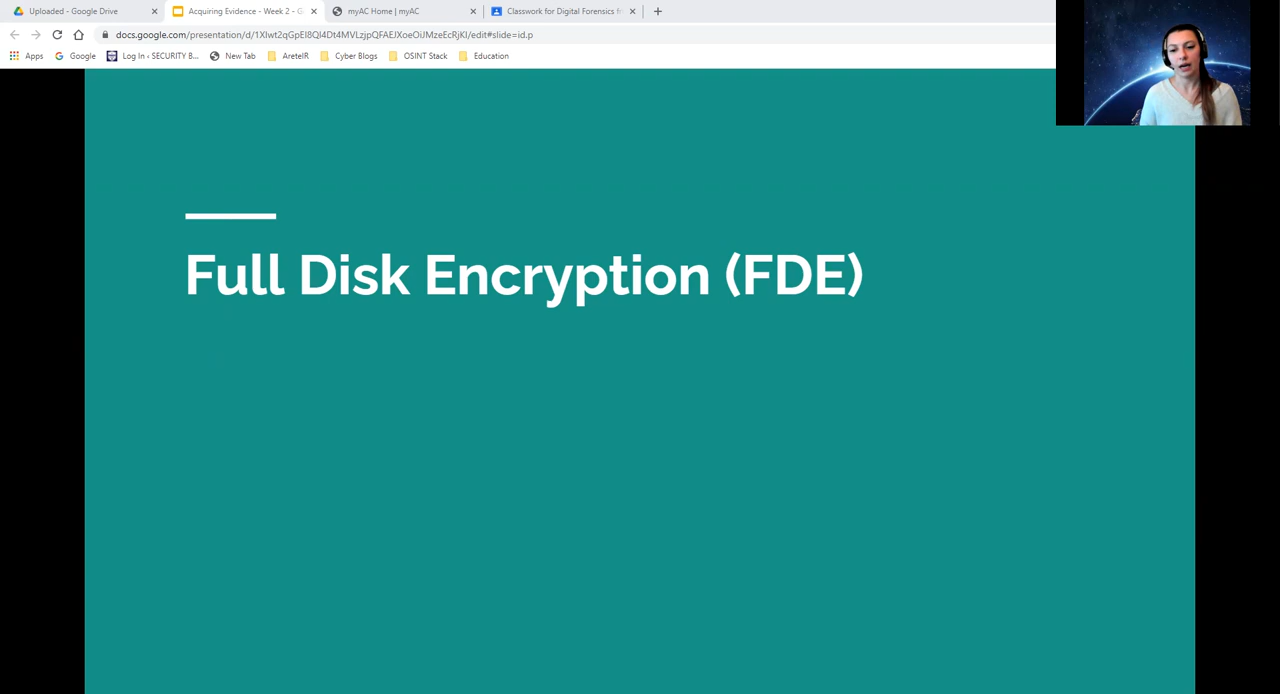 Uploaded - Google Drive
Acquiring Evidence - Week 2 - G
myAC Home | myAC
Classwork for Digital Forensics fr
docs.google.com/presentation/d/1XIwt2qGpEI8QI4Dt4MVLzjpQFAEJXoeOiJMzeEcRjKI/edit#slide=id.p
Apps
Google
Log In ‹ SECURITY B...
New Tab
AreteIR
Cyber Blogs
OSINT Stack
Education
Full Disk Encryption (FDE)